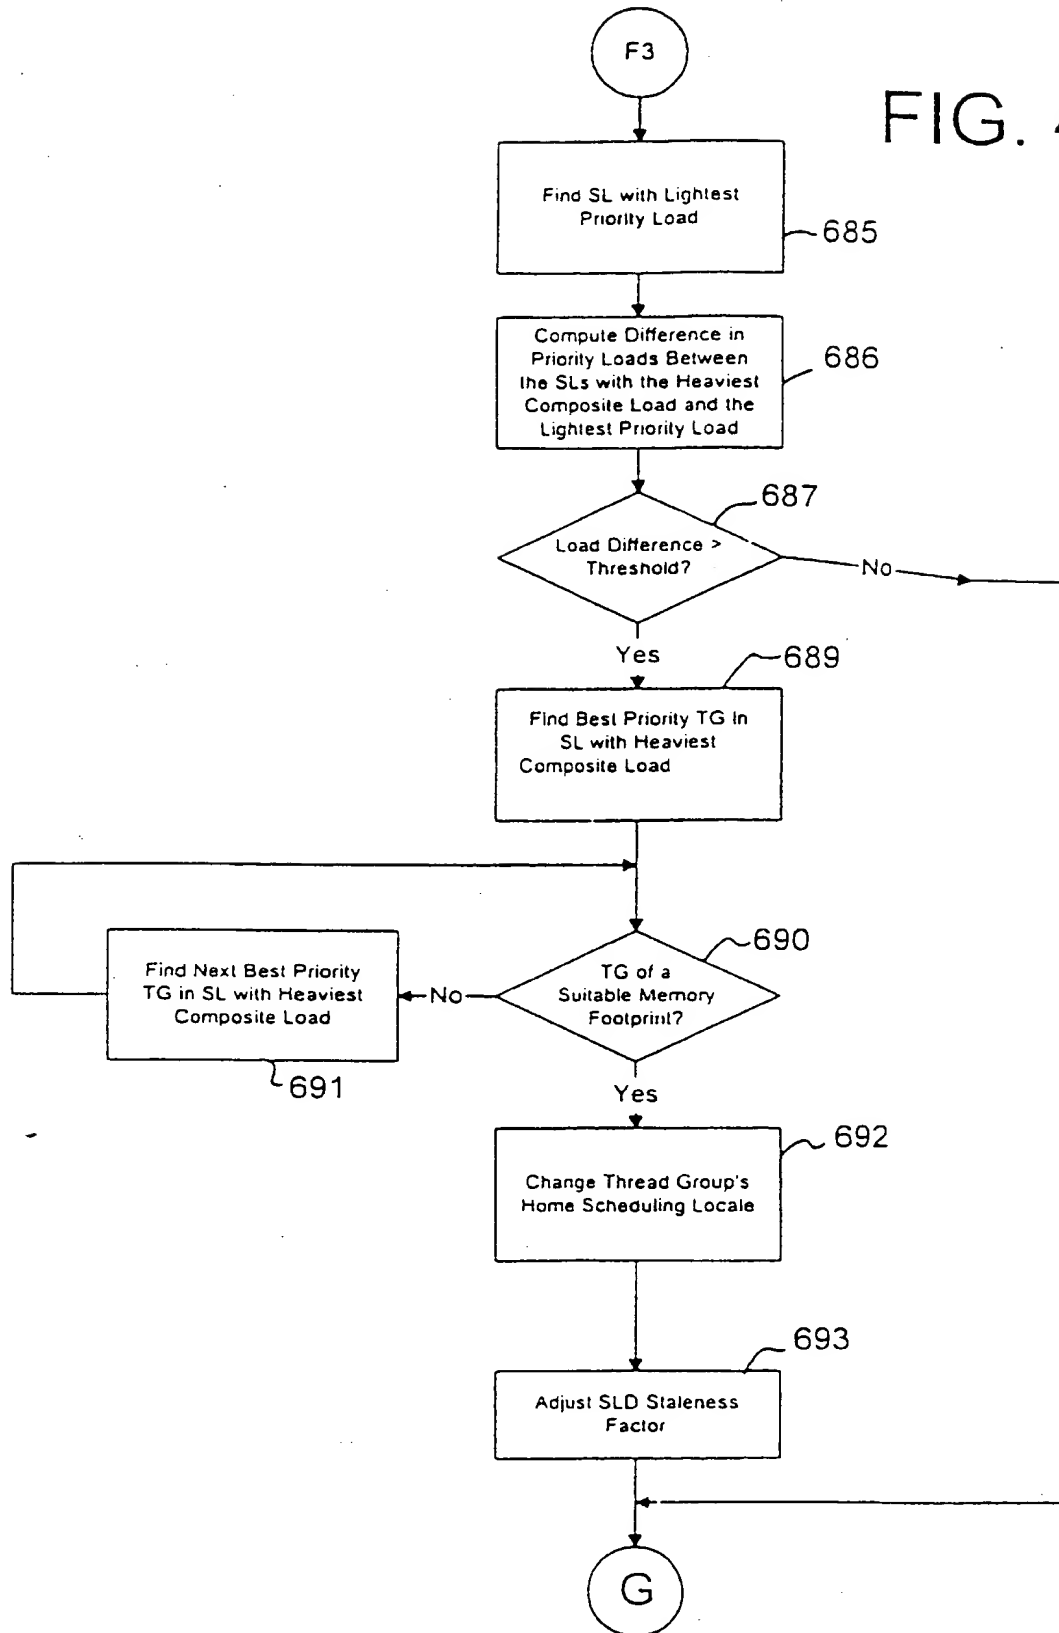 F3
FIG. 4
Find SL with Lightest
Priority Load
685
Compute Difference in
Priority Loads Between
the SLs with the Heaviest
Composite Load and the
Lightest Priority Load
686
687
Load Difference >
Threshold?
No
Yes
689
Find Best Priority TG In
SL with Heaviest
Composite Load
690
TG of a
Suitable Memory
Footprint?
No
Find Next Best Priority
TG in SL with Heaviest
Composite Load
691
Yes
692
Change Thread Group's
Home Scheduling Locale
693
Adjust SLD Staleness
Factor
G